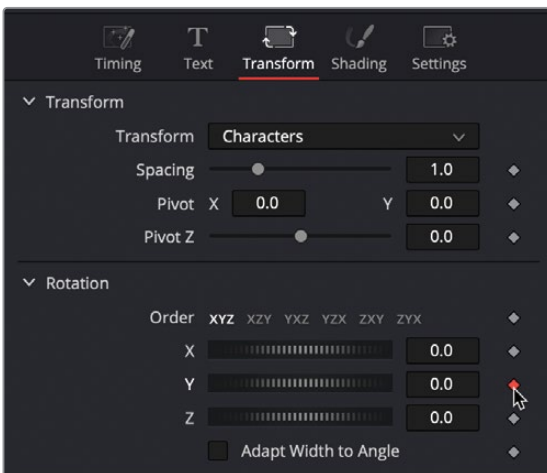 Timing Text Transform Shading Settings
Transform
Transform Characters
Spacing 1.0
Pivot X 0.0 Y 0.0
Pivot Z 0.0
Rotation
Order XYZ XZY YXZ YZX ZXY ZYX
X 0.0
Y 0.0
Z 0.0
Adapt Width to Angle